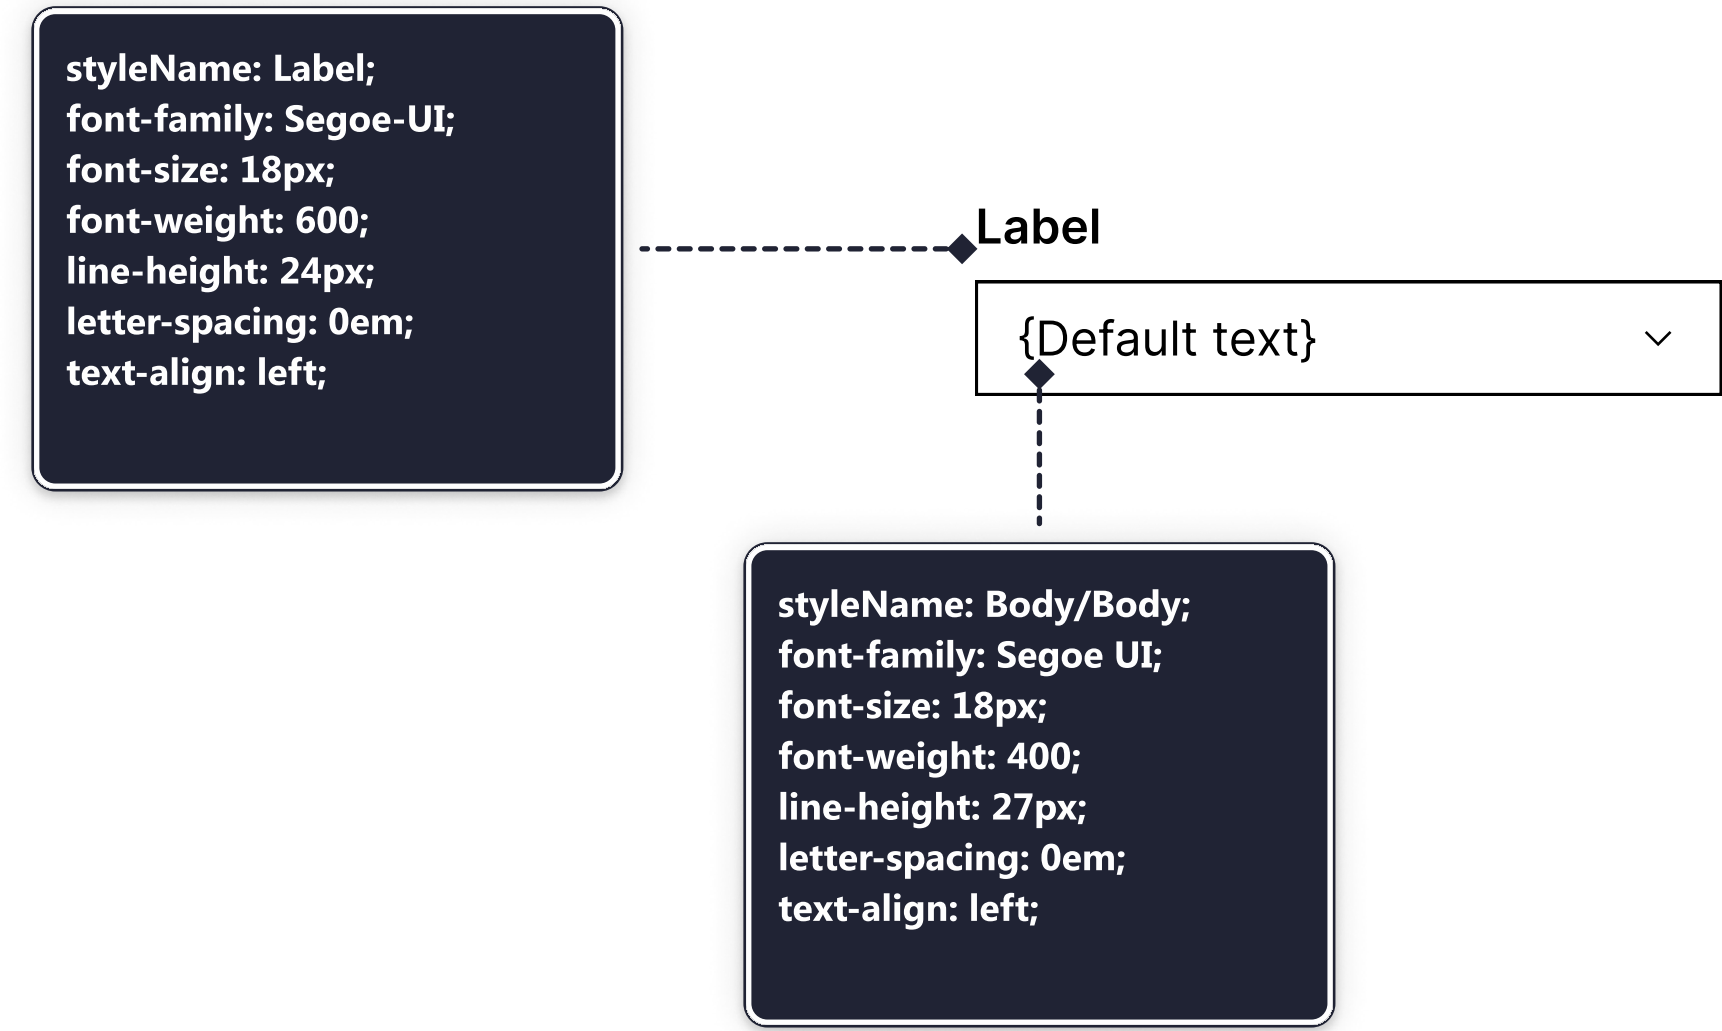 styleName: Label;
font-family: Segoe-UI;
font-size: 18px;
font-weight: 600;
line-height: 24px;
letter-spacing: 0em;
text-align: left;
Label
{Default text}
styleName: Body/Body;
font-family: Segoe UI;
font-size: 18px;
font-weight: 400;
line-height: 27px;
letter-spacing: 0em;
text-align: left;